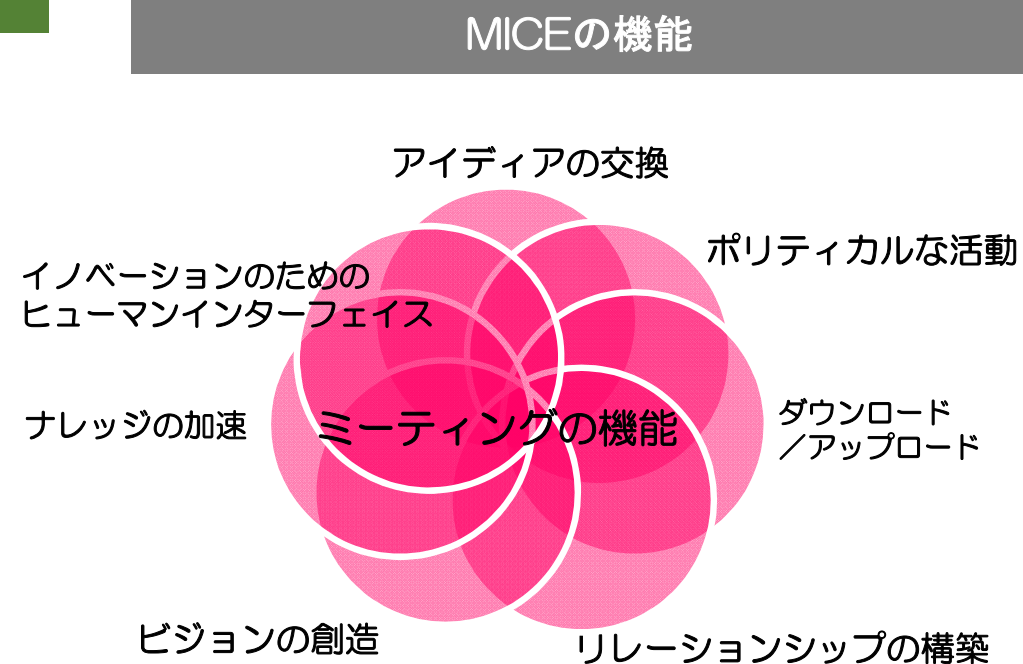 MICEの機能
アイディアの交換
ポリティカルな活動
イノベーションのための
ヒューマンインターフェイス
ナレッジの加速
ミーティングの機能
ダウンロード
／アップロード
ビジョンの創造
リレーションシップの構築